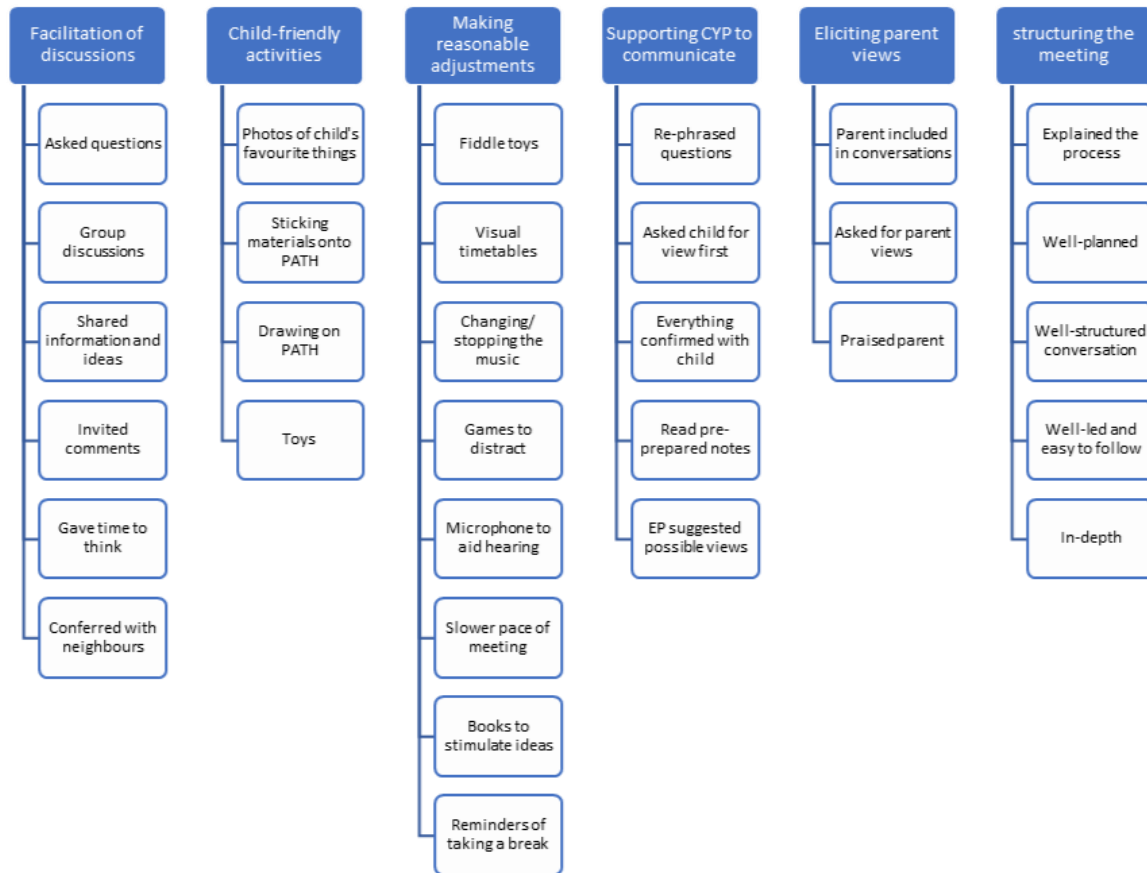 Facilitation of
discussions
Asked questions
Group
discussions
Shared
information and
ideas
Invited
comments
Gave time to
think
Conferred with
neighbours
Child-friendly
activities
Photos of child's
favourite things
Sticking
materials onto
PATH
Drawing on
PATH
Toys
Making
reasonable
adjustments
Fiddle toys
Visual
timetables
Changing/
stopping the
music
Games to
distract
Microphone to
aid hearing
Slower pace of
meeting
Books to
stimulate ideas
Reminders of
taking a break
Supporting CYP to
communicate
Re-phrased
questions
Asked child for
view first
Everything
confirmed with
child
Read pre-
prepared notes
EP suggested
possible views
Eliciting parent
views
Parent included
in conversations
Asked for parent
views
Praised parent
structuring the
meeting
Explained the
process
Well-planned
Well-structured
conversation
Well-led and
easy to follow
In-depth